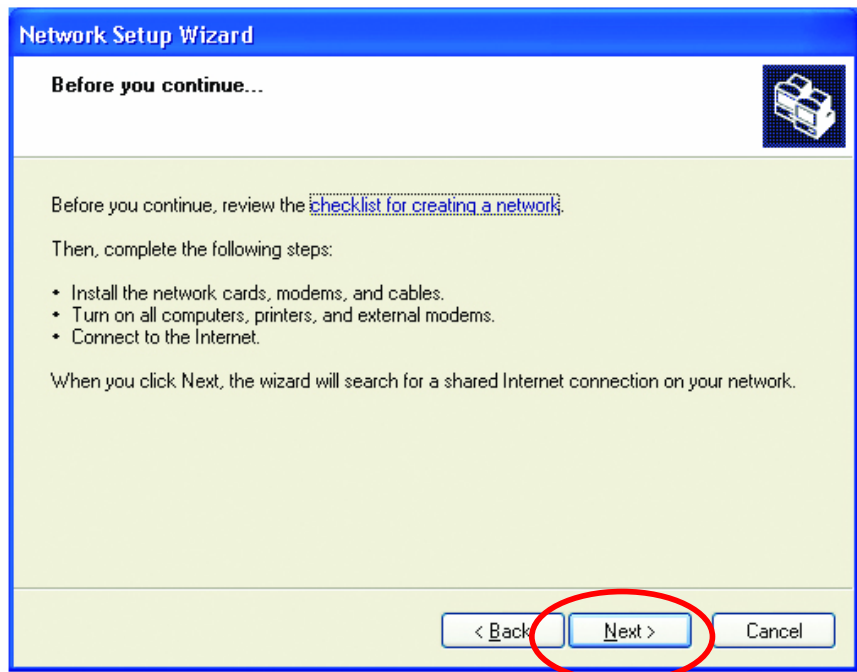 Network Setup Wizard
Before you continue...
Before you continue, review the checklist for creating a network.
Then, complete the following steps:
• Install the network cards, modems, and cables.
• Turn on all computers, printers, and external modems.
• Connect to the Internet.
When you click Next, the wizard will search for a shared Internet connection on your network.
< Back Next > Cancel